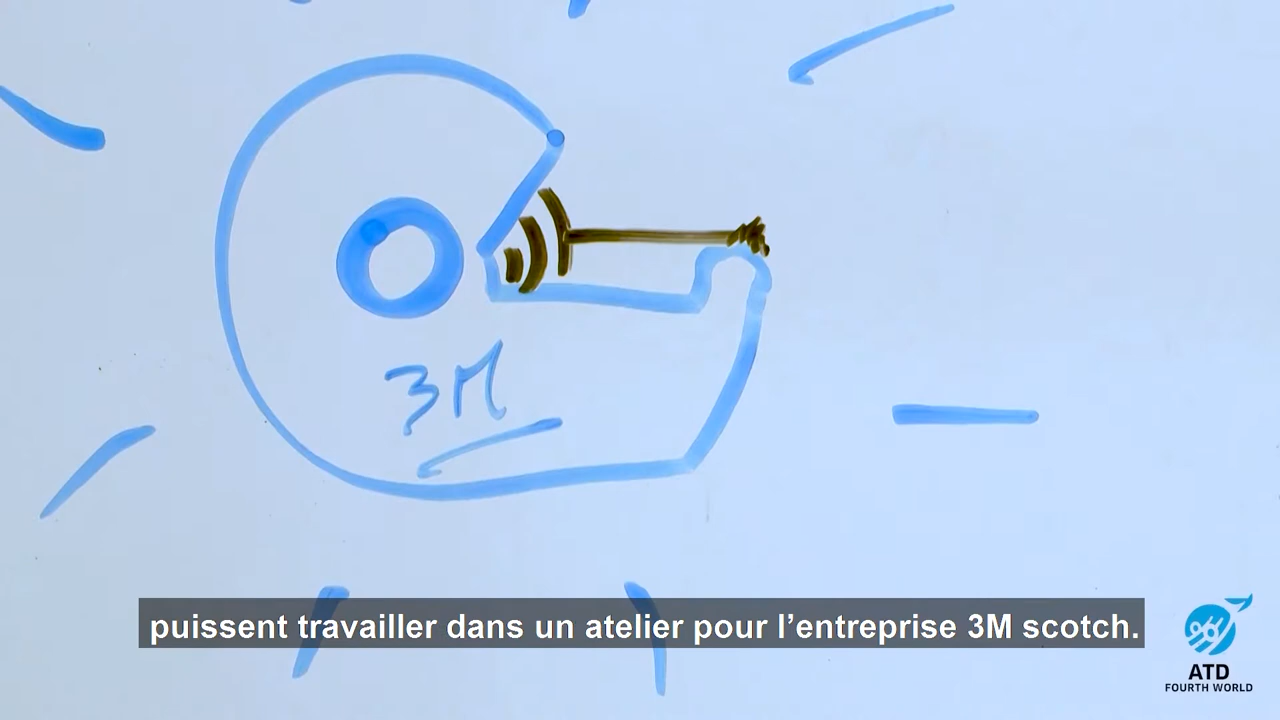 3M
puissent travailler dans un atelier pour l’entreprise 3M scotch.
ATD
FOURTH WORLD